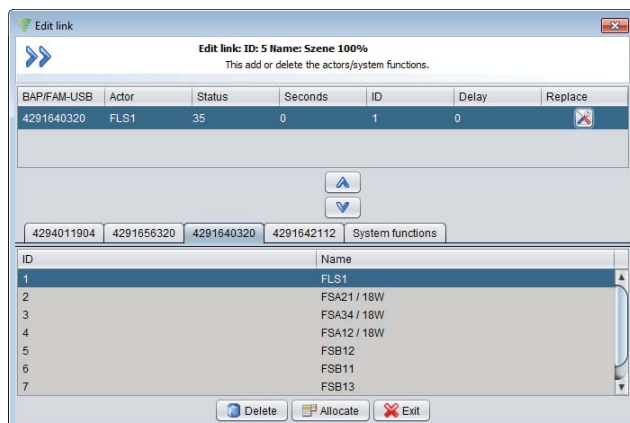 Edit link
Edit link: ID: 5 Name: Szene 100%
This add or delete the actors/system functions.
BAP/FAM-USB Actor Status Seconds ID Delay Replace
4291640320 FLS1 35 0 1 0
4294011904 4291656320 4291640320 4291642112 System functions
ID Name
1 FLS1
2 FSA21 / 18W
3 FSA34 / 18W
4 FSA12 / 18W
5 FSB12
6 FSB11
7 FSB13
Delete Allocate Exit